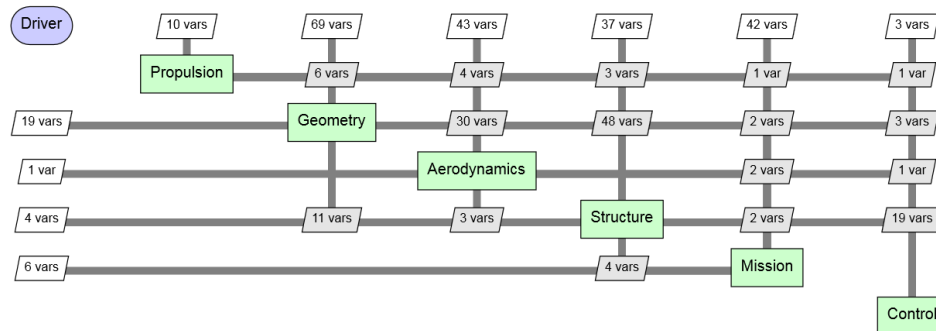 Driver
10 vars
69 vars
43 vars
37 vars
42 vars
3 vars
Propulsion
6 vars
4 vars
3 vars
1 var
1 var
19 vars
Geometry
30 vars
48 vars
2 vars
3 vars
1 var
Aerodynamics
2 vars
1 var
4 vars
11 vars
3 vars
Structure
2 vars
19 vars
6 vars
4 vars
Mission
Control